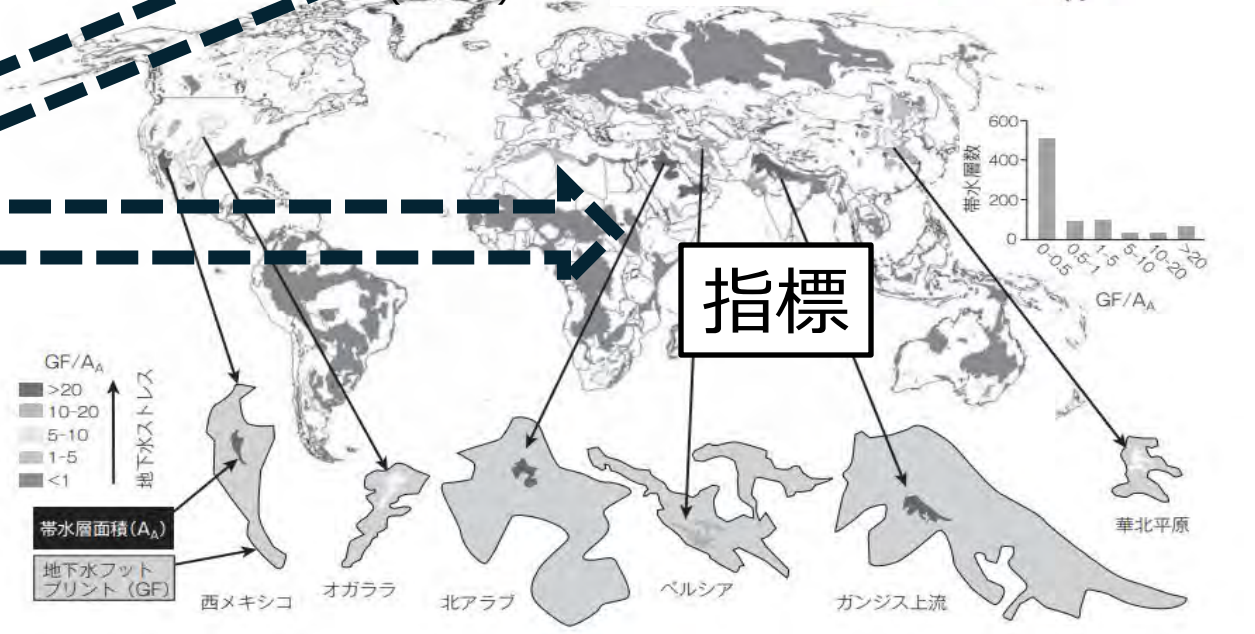 600
400
200
0
帯水層数
0-0.5
0.5-1
1-5
5-10
10-20
>20
GF/AA
指標
GF/AA
>20
10-20
5-10
1-5
<1
地下水ストレス
帯水層面積(AA)
地下水フット
プリント（GF）
西メキシコ
オガララ
北アラブ
ペルシア
ガンジス上流
華北平原